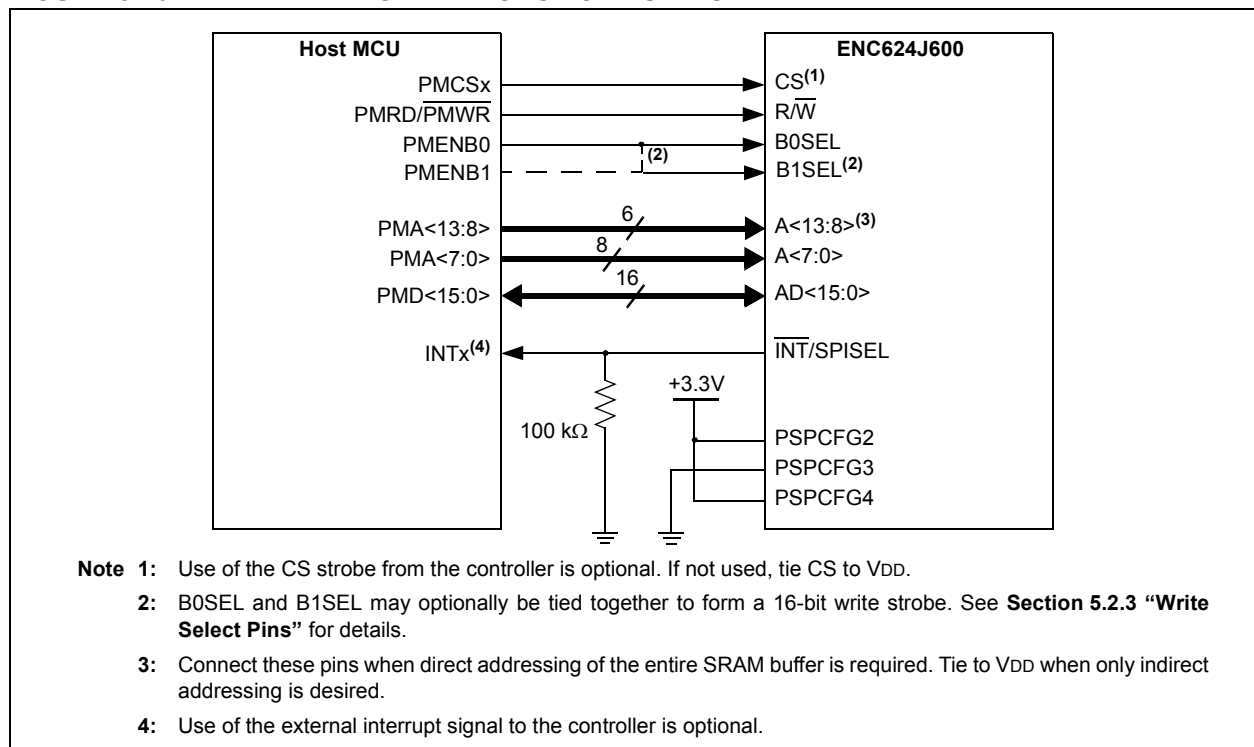 Host MCU
ENC624J600
PMCSx
CS(1)
PMRD/PMWR
R/W
PMENB0
B0SEL
(2)
PMENB1
B1SEL(2)
PMA<13:8>
6
A<13:8>(3)
PMA<7:0>
8
A<7:0>
PMD<15:0>
16
AD<15:0>
INTx(4)
INT/SPISEL
+3.3V
100 kΩ
PSPCFG2
PSPCFG3
PSPCFG4
Note 1: Use of the CS strobe from the controller is optional. If not used, tie CS to VDD.
2: B0SEL and B1SEL may optionally be tied together to form a 16-bit write strobe. See Section 5.2.3 “Write
Select Pins” for details.
3: Connect these pins when direct addressing of the entire SRAM buffer is required. Tie to VDD when only indirect
addressing is desired.
4: Use of the external interrupt signal to the controller is optional.